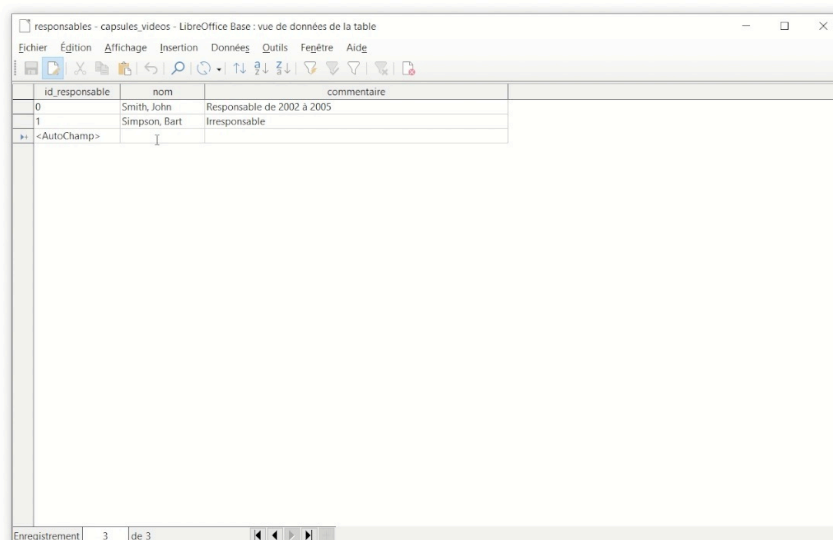 responsables - capsules_videos - LibreOffice Base : vue de données de la table
Fichier Édition Affichage Insertion Données Outils Fenêtre Aide
id_responsable nom commentaire
0 Smith, John Responsable de 2002 à 2005
1 Simpson, Bart Irresponsable
<AutoChamp>
Enregistrement 3 de 3